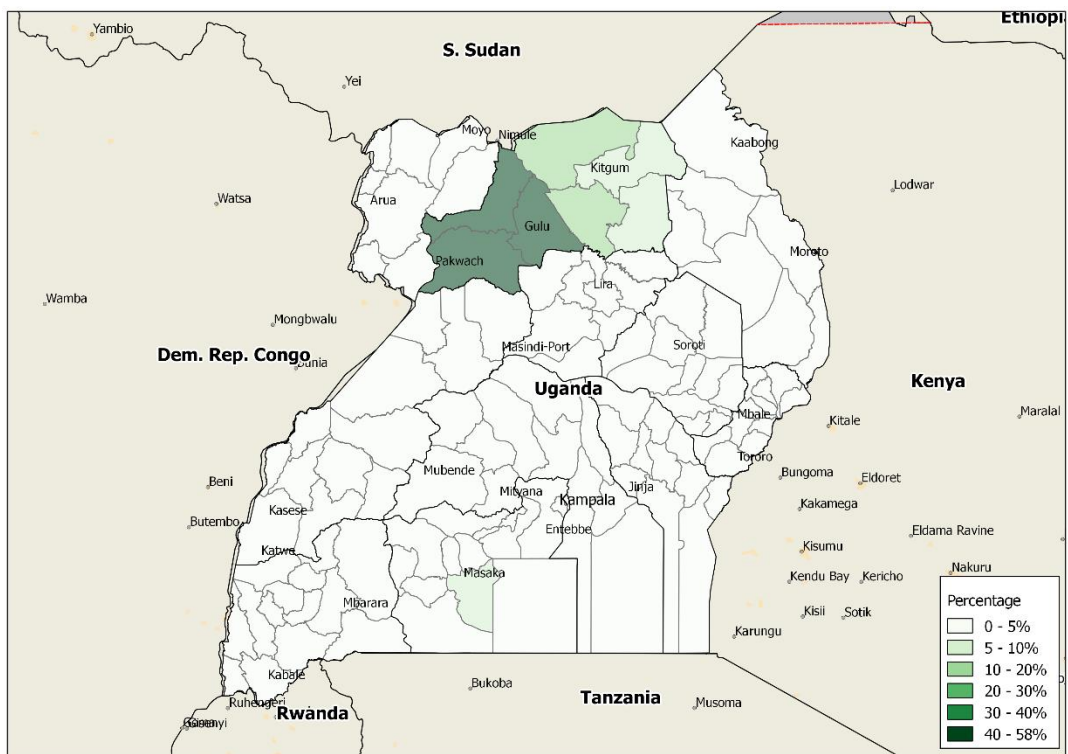 Ethiopi
Yambio
S. Sudan
Yei
Moyo
Nimule
Kaabong
Kitgum
Lodwar
Watsa
Arua
Gulu
Moroto
Pakwach
Lira
Wamba
Mongbwalu
Soroti
Masindi-Port
Dem. Rep. Congo
Uganda
Kenya
Mbale
Maralal
Kitale
Tororo
Mubende
Bungoma
Eldoret
Beni
Mityana
Jinja
Kampala
Kasese
Kakamega
Butembo
Entebbe
Eldama Ravine
Katwe
Kisumu
Masaka
Nakuru
Kendu Bay
Kericho
Mbarara
Kisii
Sotik
Karungu
Kabale
Bukoba
Tanzania
Ruhengeri
Rwanda
Musoma
Percentage
0 - 5%
5 - 10%
10 - 20%
20 - 30%
30 - 40%
40 - 58%